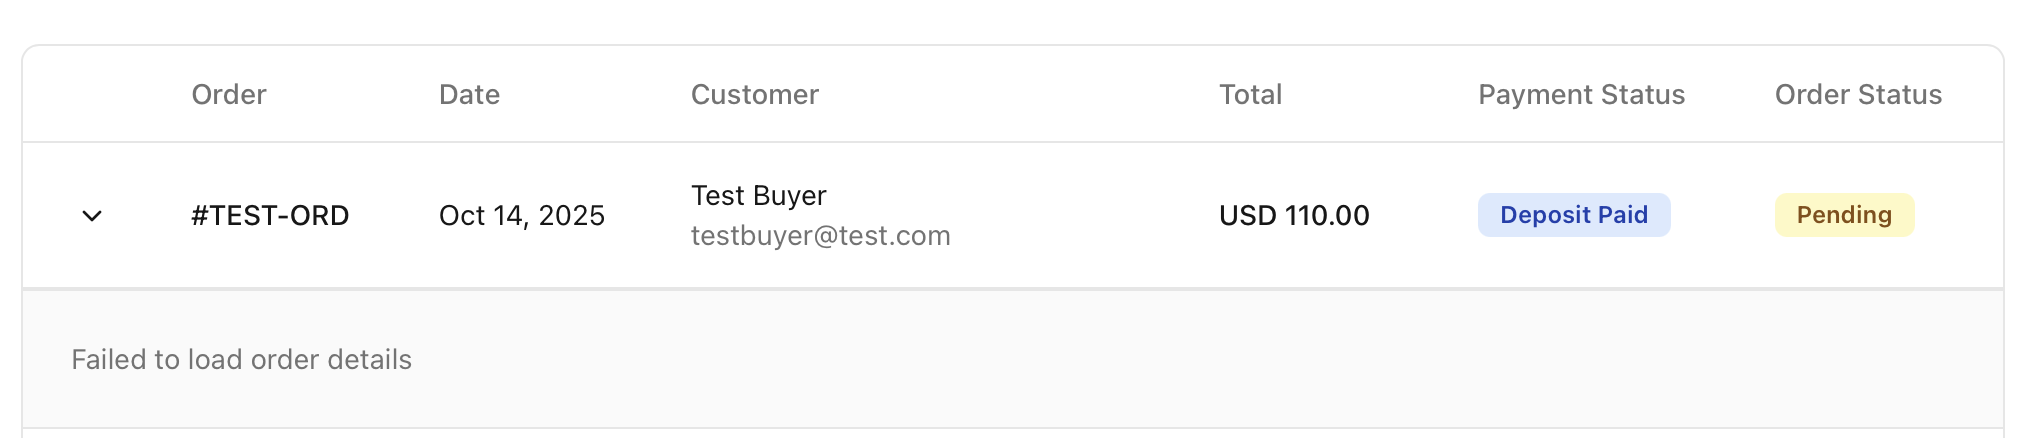 Order Date Customer Total Payment Status Order Status
#TEST-ORD Oct 14, 2025 Test Buyer USD 110.00 Deposit Paid Pending
testbuyer@test.com
Failed to load order details